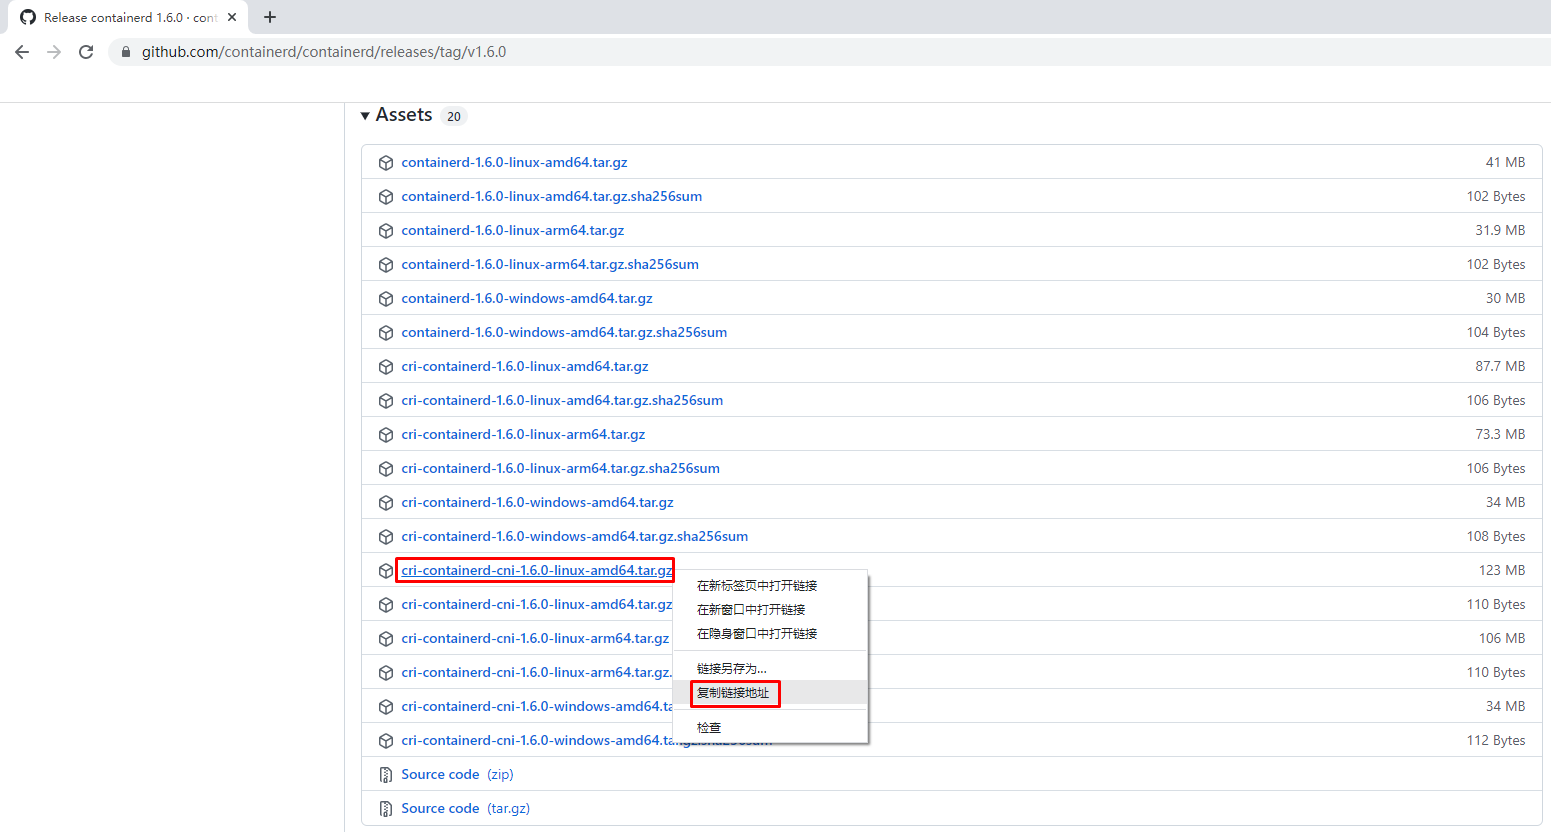 Release containerd 1.6.0 · cont
github.com/containerd/containerd/releases/tag/v1.6.0
Assets 20
containerd-1.6.0-linux-amd64.tar.gz 41 MB
containerd-1.6.0-linux-amd64.tar.gz.sha256sum 102 Bytes
containerd-1.6.0-linux-arm64.tar.gz 31.9 MB
containerd-1.6.0-linux-arm64.tar.gz.sha256sum 102 Bytes
containerd-1.6.0-windows-amd64.tar.gz 30 MB
containerd-1.6.0-windows-amd64.tar.gz.sha256sum 104 Bytes
cri-containerd-1.6.0-linux-amd64.tar.gz 87.7 MB
cri-containerd-1.6.0-linux-amd64.tar.gz.sha256sum 106 Bytes
cri-containerd-1.6.0-linux-arm64.tar.gz 73.3 MB
cri-containerd-1.6.0-linux-arm64.tar.gz.sha256sum 106 Bytes
cri-containerd-1.6.0-windows-amd64.tar.gz 34 MB
cri-containerd-1.6.0-windows-amd64.tar.gz.sha256sum 108 Bytes
cri-containerd-cni-1.6.0-linux-amd64.tar.gz 123 MB
cri-containerd-cni-1.6.0-linux-amd64.tar.gz 110 Bytes
cri-containerd-cni-1.6.0-linux-arm64.tar.gz 106 MB
cri-containerd-cni-1.6.0-linux-arm64.tar.gz. 110 Bytes
cri-containerd-cni-1.6.0-windows-amd64.ta 34 MB
cri-containerd-cni-1.6.0-windows-amd64.tar.gz.sha256sum 112 Bytes
Source code (zip)
Source code (tar.gz)
在新标签页中打开链接
在新窗口中打开链接
在隐身窗口中打开链接
链接另存为...
复制链接地址
检查